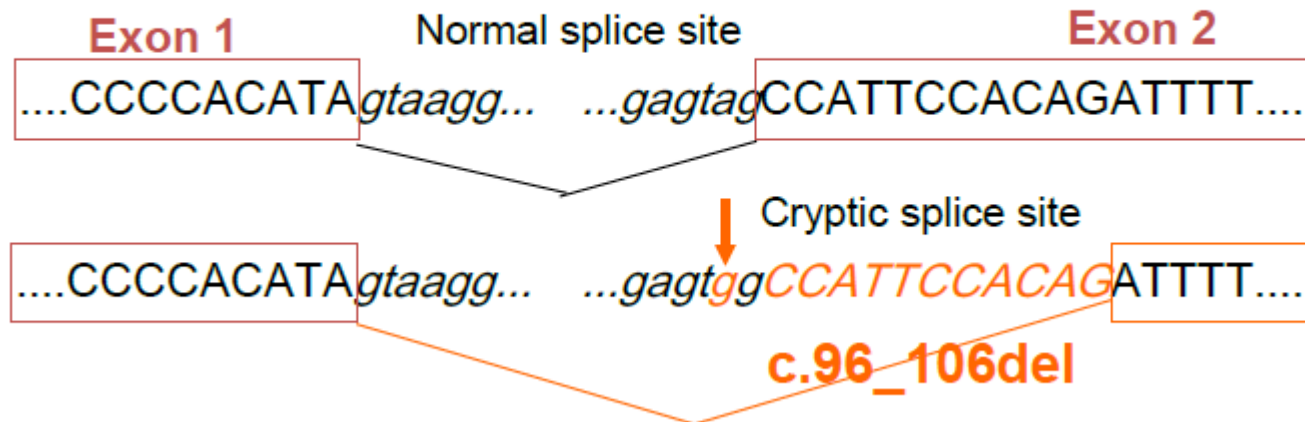 Exon 1 Normal splice site Exon 2
....CCCCACATAgtaagg... ...gagtagCCATTCCACAGATTTT....
Cryptic splice site
....CCCCACATAgtaagg... ...gagtggCCATTCCACAGATTTT....
c.96_106del